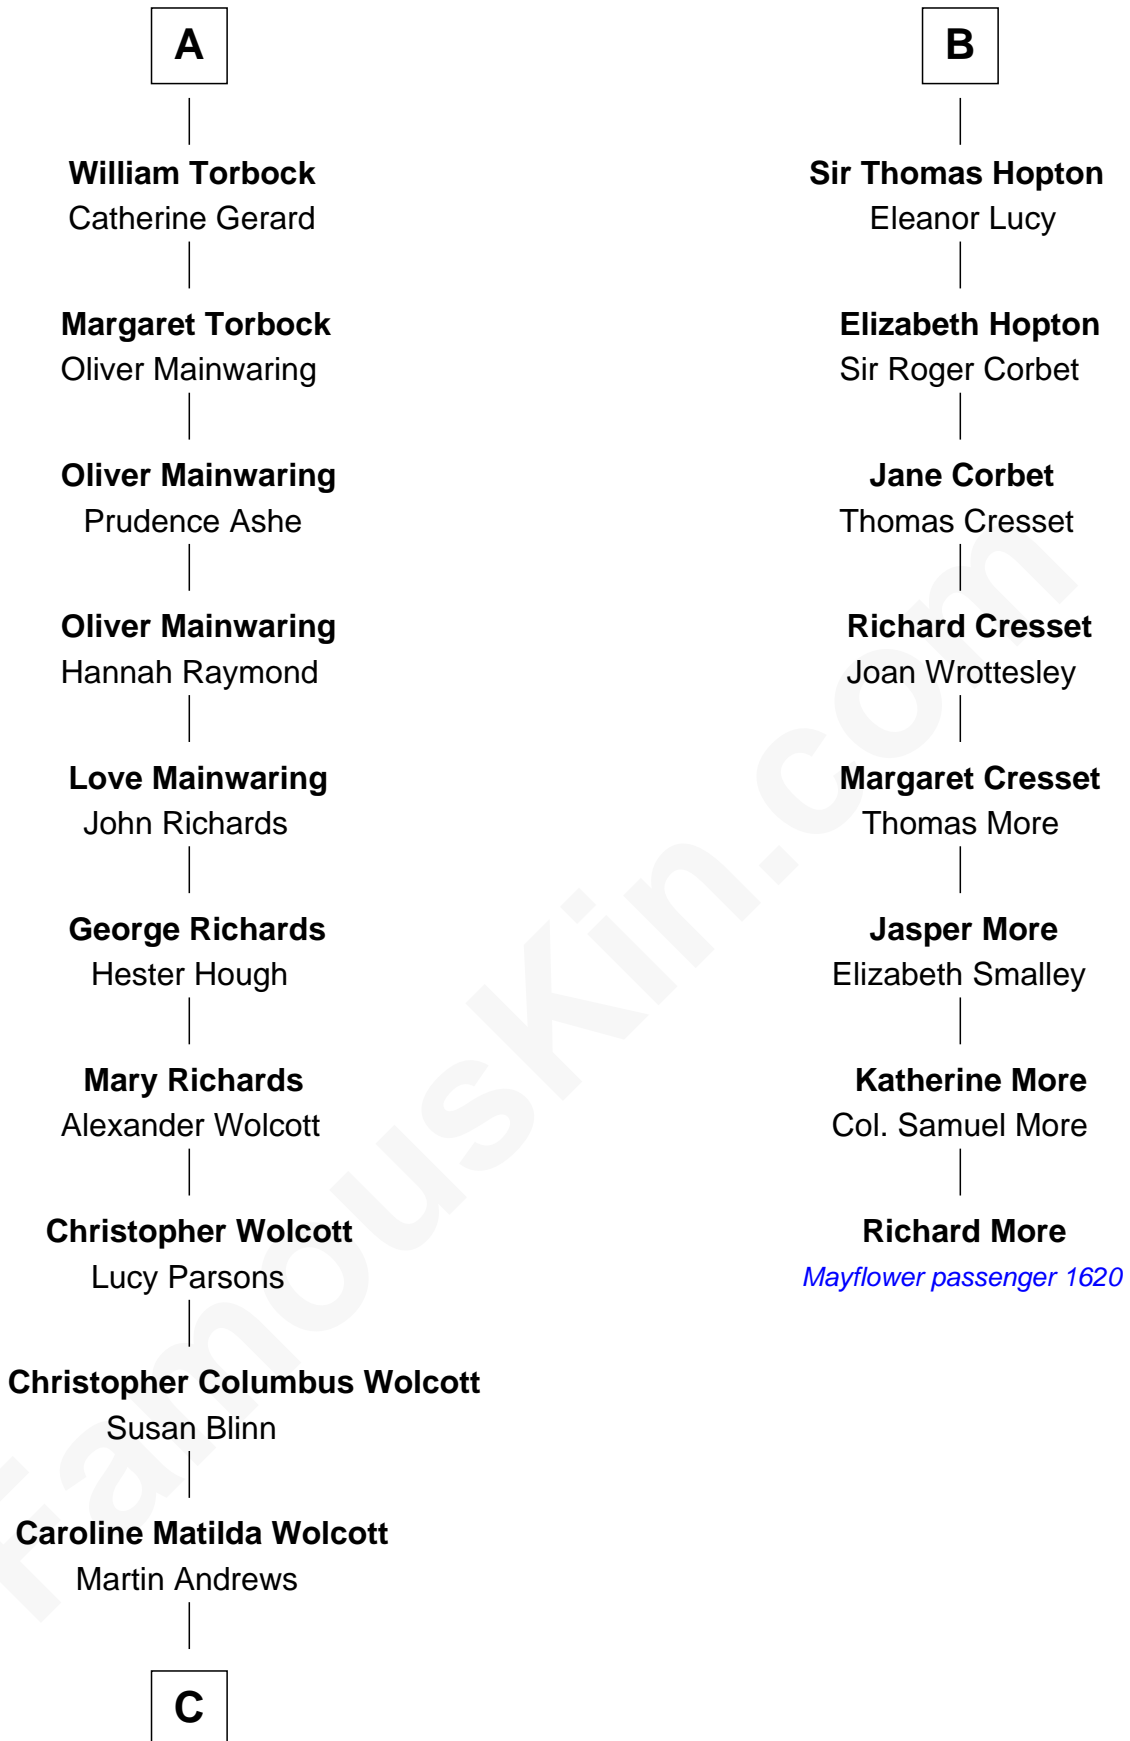 A
William Torbock
Catherine Gerard
Margaret Torbock
Oliver Mainwaring
Oliver Mainwaring
Prudence Ashe
Oliver Mainwaring
Hannah Raymond
Love Mainwaring
John Richards
George Richards
Hester Hough
Mary Richards
Alexander Wolcott
Christopher Wolcott
Lucy Parsons
Christopher Columbus Wolcott
Susan Blinn
Caroline Matilda Wolcott
Martin Andrews
C
B
Sir Thomas Hopton
Eleanor Lucy
Elizabeth Hopton
Sir Roger Corbet
Jane Corbet
Thomas Cresset
Richard Cresset
Joan Wrottesley
Margaret Cresset
Thomas More
Jasper More
Elizabeth Smalley
Katherine More
Col. Samuel More
Richard More
Mayflower passenger 1620
FamousKin.com